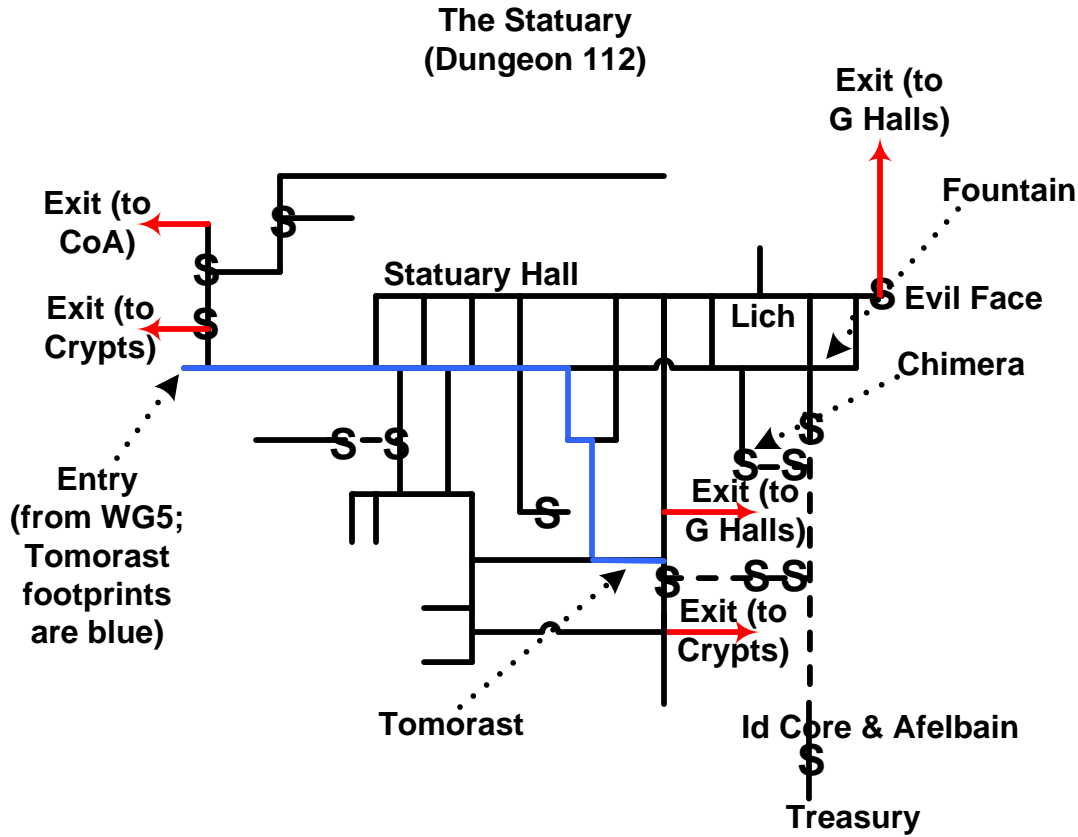 The Statuary
(Dungeon 112)
Exit (to
G Halls)
Fountain
Exit (to
CoA)
S
S
Statuary Hall
S
Evil Face
Exit (to
Crypts)
S
Lich
Chimera
S
S
S
S
S
Entry
(from WG5;
Tomorast
footprints
are blue)
S
Exit (to
G Halls)
S
S
S
S
Exit (to
Crypts)
Tomorast
Id Core & Afelbain
S
Treasury